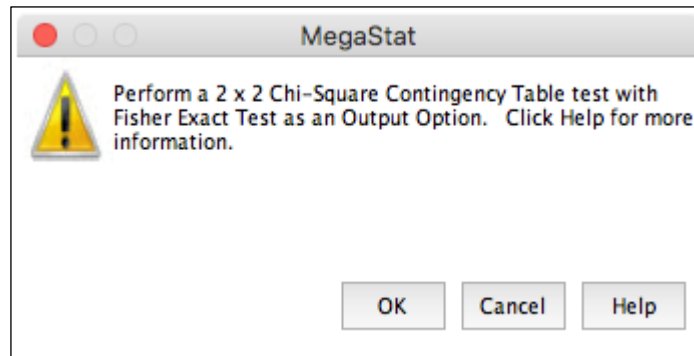 MegaStat
Perform a 2 x 2 Chi-Square Contingency Table test with
Fisher Exact Test as an Output Option.   Click Help for more
information.
OK
Cancel
Help